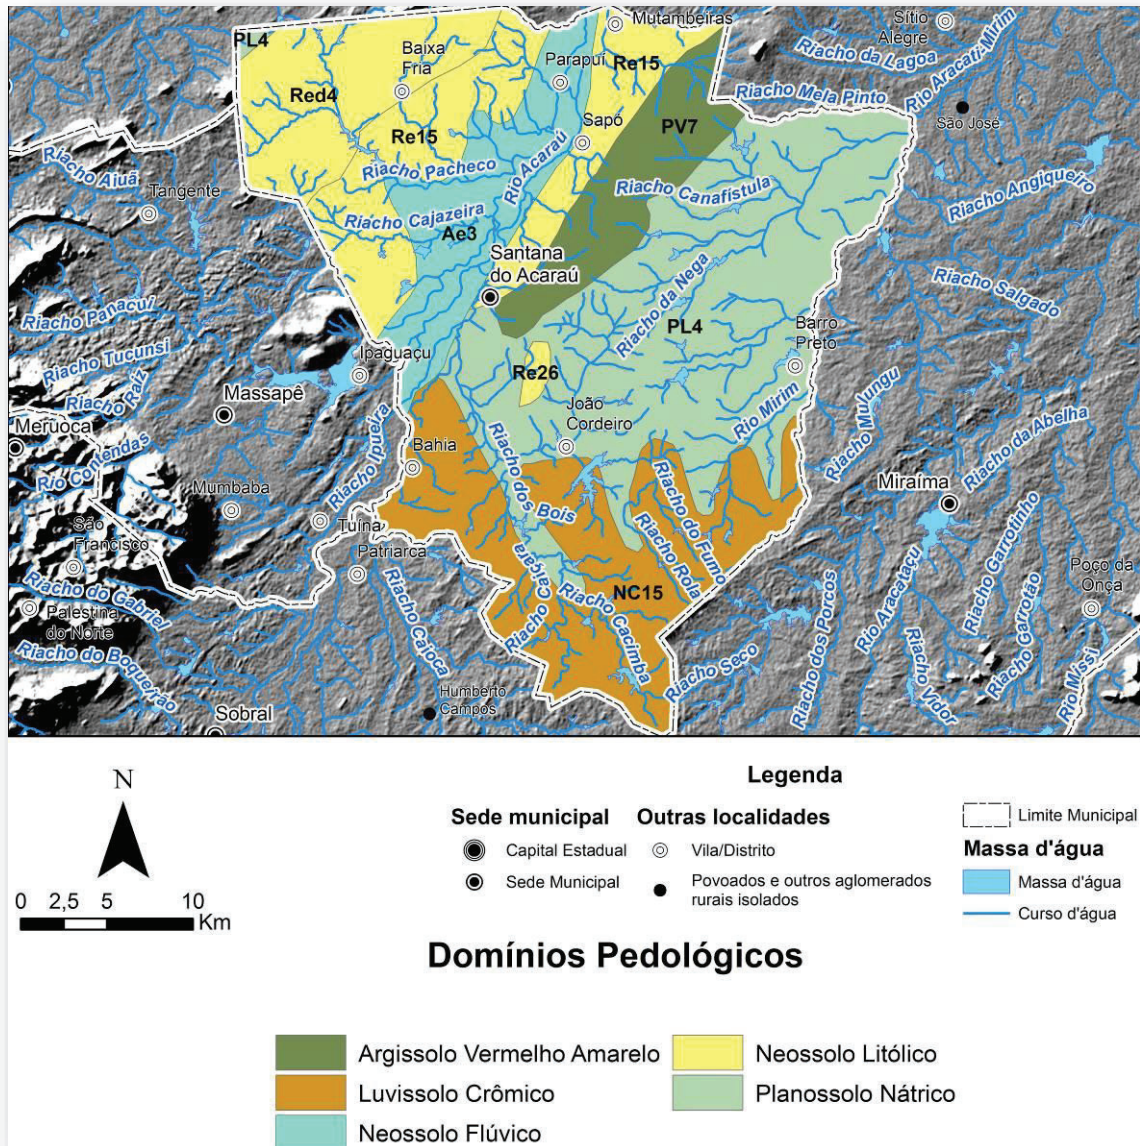 PL4
Mutambeiras
Sítio
Alegre
Baixa
Fria
Parapuí
Re15
Riacho da Lagoa
Rio Aracati-Mirim
Red4
Riacho Mela Pinto
São José
PV7
Sapó
Re15
Riacho Aiuã
Riacho Pacheco
Rio Acaraú
Tangente
Riacho Canafístula
Riacho Angiqueiro
Riacho Cajazeira
Ae3
Santana
do Acaraú
Riacho da Nega
Riacho Salgado
Riacho Panacuí
PL4
Barro
Preto
Riacho Tucunsi
Ipaguaçu
Re26
Riacho Raiz
Massapê
João
Cordeiro
Rio Mirim
Riacho Mulungu
Meruoca
Rio Contendas
Riacho Ipaneira
Bahia
Riacho dos Bois
Riacho da Abelha
Mumbaba
Miraíma
São
Francisco
Tuína
Patriarca
Riacho do Fumo
Riacho Rola
Riacho Garrotinho
Poço da
Onça
Riacho do Gabriel
Palestina
do Norte
Riacho Caioca
NC15
Riacho Cacimba
Riacho dos Porcos
Rio Aracataçu
Riacho Garrotão
Riacho do Boqueirão
Riacho Seco
Riacho Vidor
Rio Missi
Humberto
Campos
Sobral
N
Legenda
Sede municipal
Outras localidades
Limite Municipal
Capital Estadual
Vila/Distrito
Massa d'água
Sede Municipal
Povoados e outros aglomerados
rurais isolados
Massa d'água
Curso d'água
0 2,5 5 10
Km
Domínios Pedológicos
Argissolo Vermelho Amarelo
Neossolo Litólico
Luvissolo Crômico
Planossolo Nátrico
Neossolo Flúvico